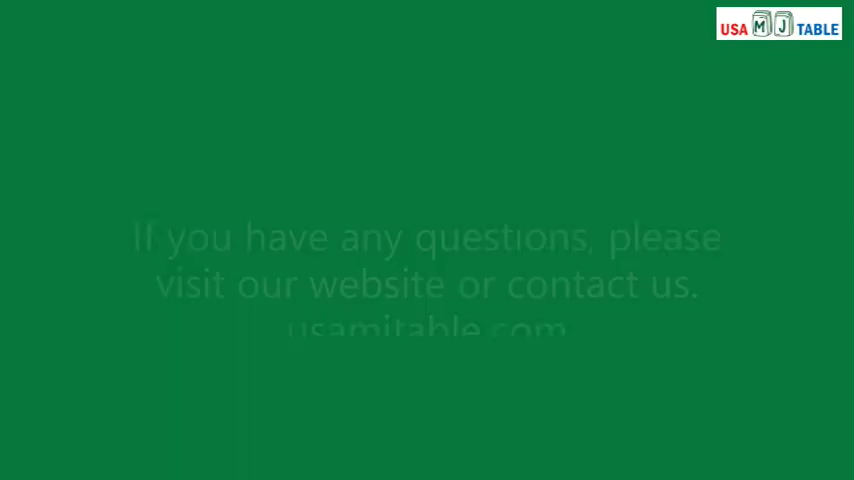 USA MJ TABLE
If you have any questions, please
visit our website or contact us.
usamjtable.com